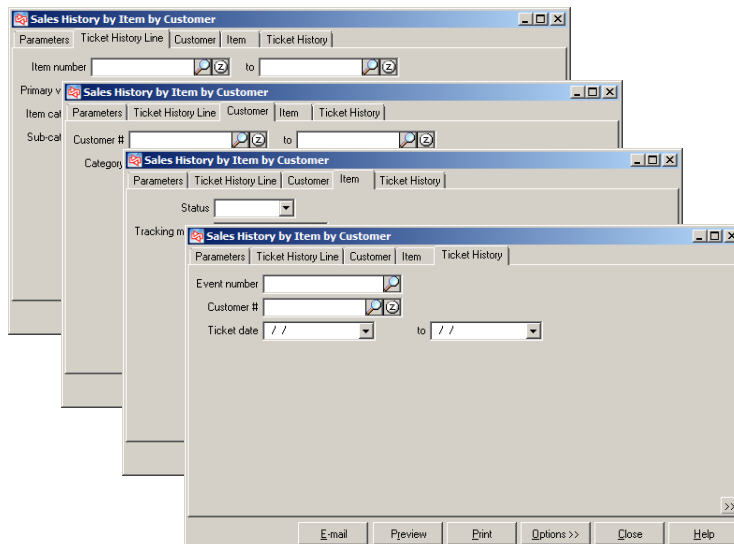 Sales History by Item by Customer
Parameters Ticket History Line Customer Item Ticket History
Item number to
Primary v
Item cat
Sub-cat
Sales History by Item by Customer
Parameters Ticket History Line Customer Item Ticket History
Customer # to
Category
Sales History by Item by Customer
Parameters Ticket History Line Customer Item Ticket History
Status
Tracking m
Sales History by Item by Customer
Parameters Ticket History Line Customer Item Ticket History
Event number
Customer #
Ticket date / / to / /
>>
E-mail Preview Print Options >> Close Help